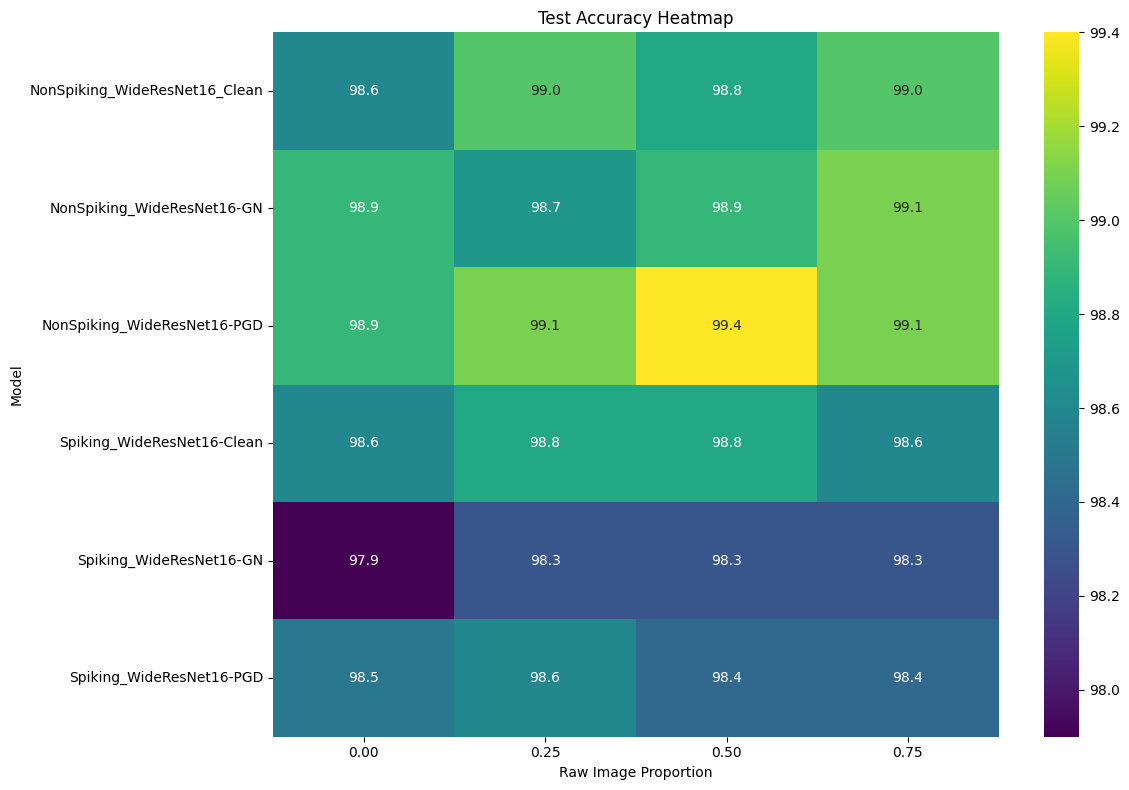 Test Accuracy Heatmap
Model
NonSpiking_WideResNet16_Clean 98.6 99.0 98.8 99.0
NonSpiking_WideResNet16-GN 98.9 98.7 98.9 99.1
NonSpiking_WideResNet16-PGD 98.9 99.1 99.4 99.1
Spiking_WideResNet16-Clean 98.6 98.8 98.8 98.6
Spiking_WideResNet16-GN 97.9 98.3 98.3 98.3
Spiking_WideResNet16-PGD 98.5 98.6 98.4 98.4
0.00 0.25 0.50 0.75
Raw Image Proportion
99.4
99.2
99.0
98.8
98.6
98.4
98.2
98.0